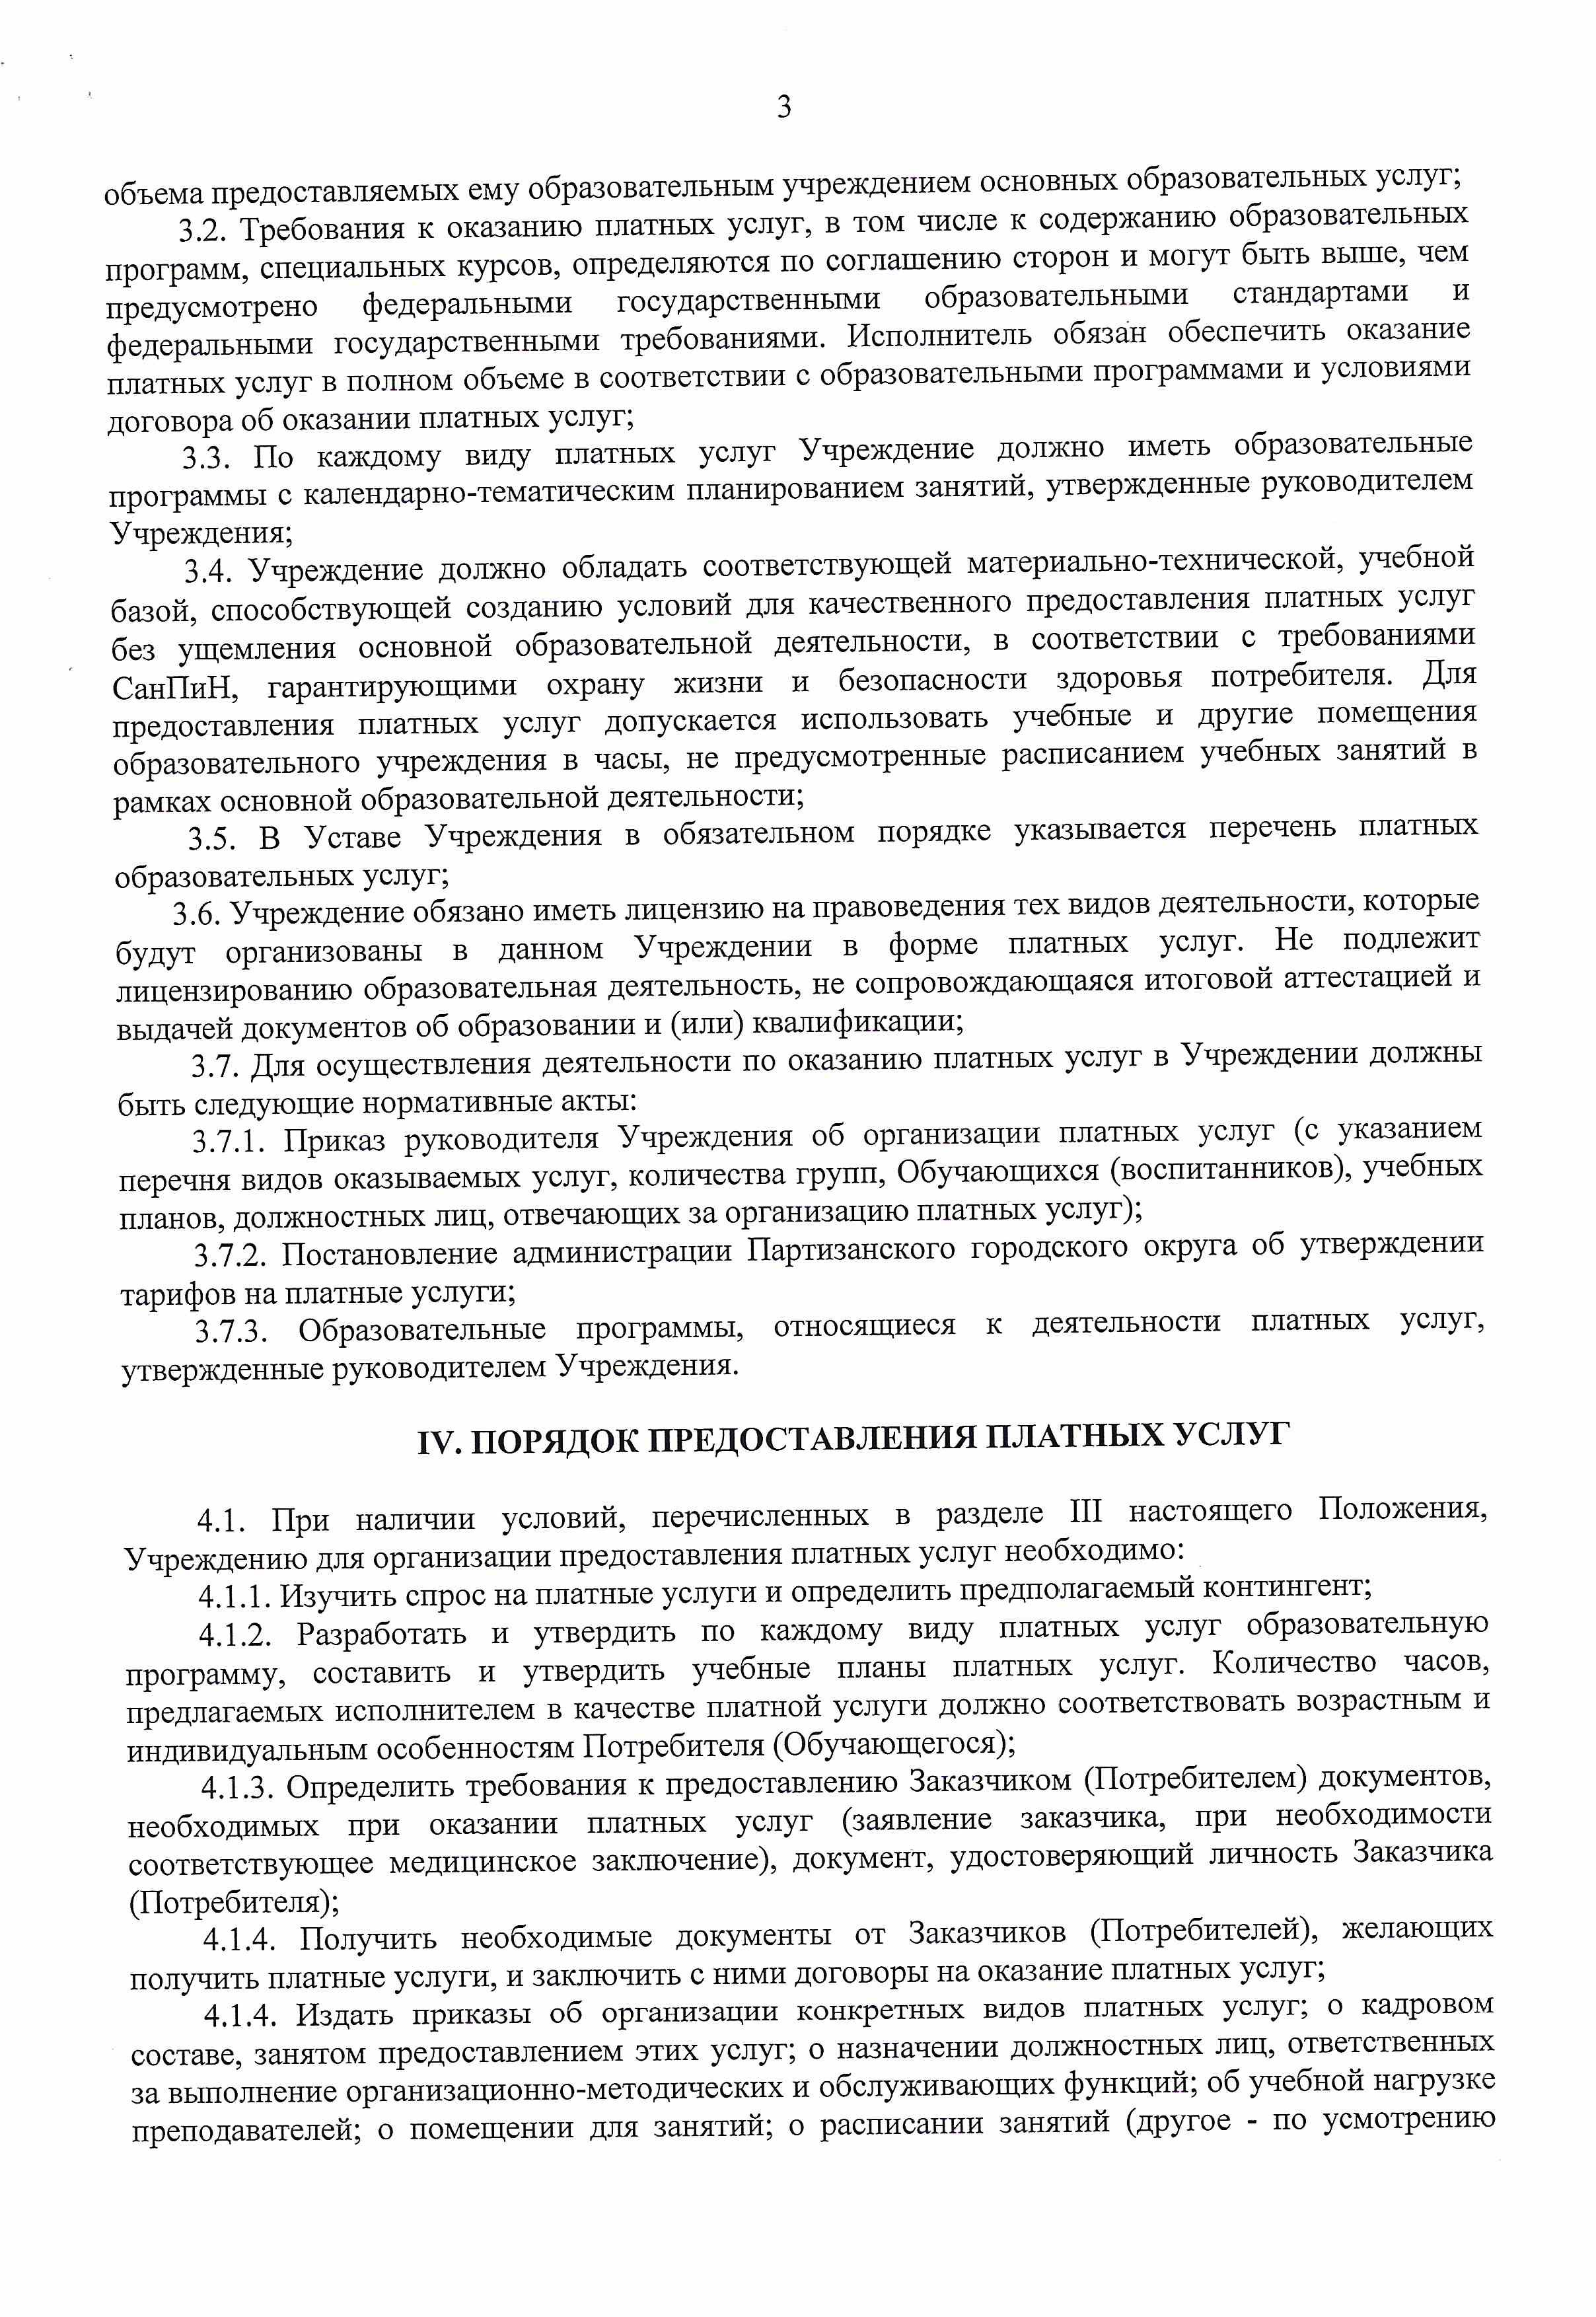 3
объема предоставляемых ему образовательным учреждением основных образовательных услуг;
3.2. Требования к оказанию платных услуг, в том числе к содержанию образовательных
программ, специальных курсов, определяются по соглашению сторон и могут быть выше, чем
предусмотрено федеральными государственными образовательными стандартами и
федеральными государственными требованиями. Исполнитель обязан обеспечить оказание
платных услуг в полном объеме в соответствии с образовательными программами и условиями
договора об оказании платных услуг;
3.3. По каждому виду платных услуг Учреждение должно иметь образовательные
программы с календарно-тематическим планированием занятий, утвержденные руководителем
Учреждения;
3.4. Учреждение должно обладать соответствующей материально-технической, учебной
базой, способствующей созданию условий для качественного предоставления платных услуг
без ущемления основной образовательной деятельности, в соответствии с требованиями
СанПиН, гарантирующими охрану жизни и безопасности здоровья потребителя. Для
предоставления платных услуг допускается использовать учебные и другие помещения
образовательного учреждения в часы, не предусмотренные расписанием учебных занятий в
рамках основной образовательной деятельности;
3.5. В Уставе Учреждения в обязательном порядке указывается перечень платных
образовательных услуг;
3.6. Учреждение обязано иметь лицензию на правоведения тех видов деятельности, которые
будут организованы в данном Учреждении в форме платных услуг. Не подлежит
лицензированию образовательная деятельность, не сопровождающаяся итоговой аттестацией и
выдачей документов об образовании и (или) квалификации;
3.7. Для осуществления деятельности по оказанию платных услуг в Учреждении должны
быть следующие нормативные акты:
3.7.1. Приказ руководителя Учреждения об организации платных услуг (с указанием
перечня видов оказываемых услуг, количества групп, Обучающихся (воспитанников), учебных
планов, должностных лиц, отвечающих за организацию платных услуг);
3.7.2. Постановление администрации Партизанского городского округа об утверждении
тарифов на платные услуги;
3.7.3. Образовательные программы, относящиеся к деятельности платных услуг,
утвержденные руководителем Учреждения.
IV. ПОРЯДОК ПРЕДОСТАВЛЕНИЯ ПЛАТНЫХ УСЛУГ
4.1. При наличии условий, перечисленных в разделе III настоящего Положения,
Учреждению для организации предоставления платных услуг необходимо:
4.1.1. Изучить спрос на платные услуги и определить предполагаемый контингент;
4.1.2. Разработать и утвердить по каждому виду платных услуг образовательную
программу, составить и утвердить учебные планы платных услуг. Количество часов,
предлагаемых исполнителем в качестве платной услуги должно соответствовать возрастным и
индивидуальным особенностям Потребителя (Обучающегося);
4.1.3. Определить требования к предоставлению Заказчиком (Потребителем) документов,
необходимых при оказании платных услуг (заявление заказчика, при необходимости
соответствующее медицинское заключение), документ, удостоверяющий личность Заказчика
(Потребителя);
4.1.4. Получить необходимые документы от Заказчиков (Потребителей), желающих
получить платные услуги, и заключить с ними договоры на оказание платных услуг;
4.1.4. Издать приказы об организации конкретных видов платных услуг; о кадровом
составе, занятом предоставлением этих услуг; о назначении должностных лиц, ответственных
за выполнение организационно-методических и обслуживающих функций; об учебной нагрузке
преподавателей; о помещении для занятий; о расписании занятий (другое - по усмотрению